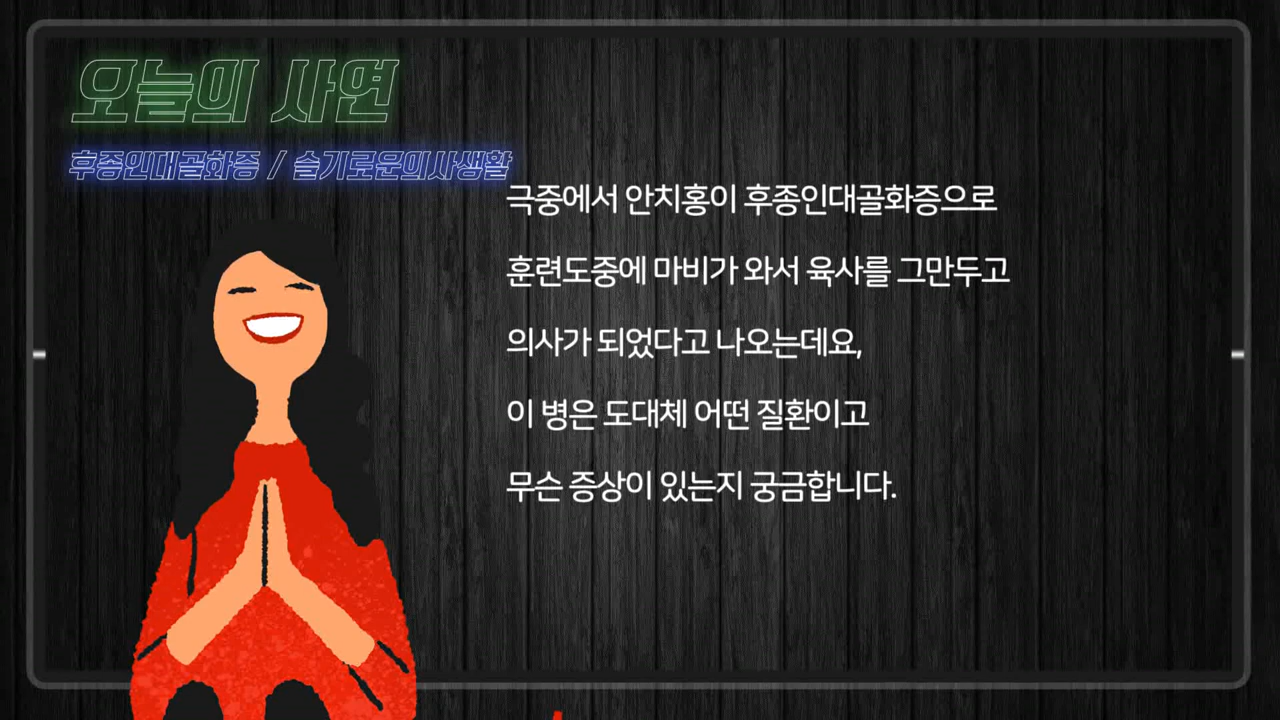 오늘의 사연
후종인대골화증 / 슬기로운의사생활
극중에서 안치홍이 후종인대골화증으로
훈련도중에 마비가 와서 육사를 그만두고
의사가 되었다고 나오는데요,
이 병은 도대체 어떤 질환이고
무슨 증상이 있는지 궁금합니다.